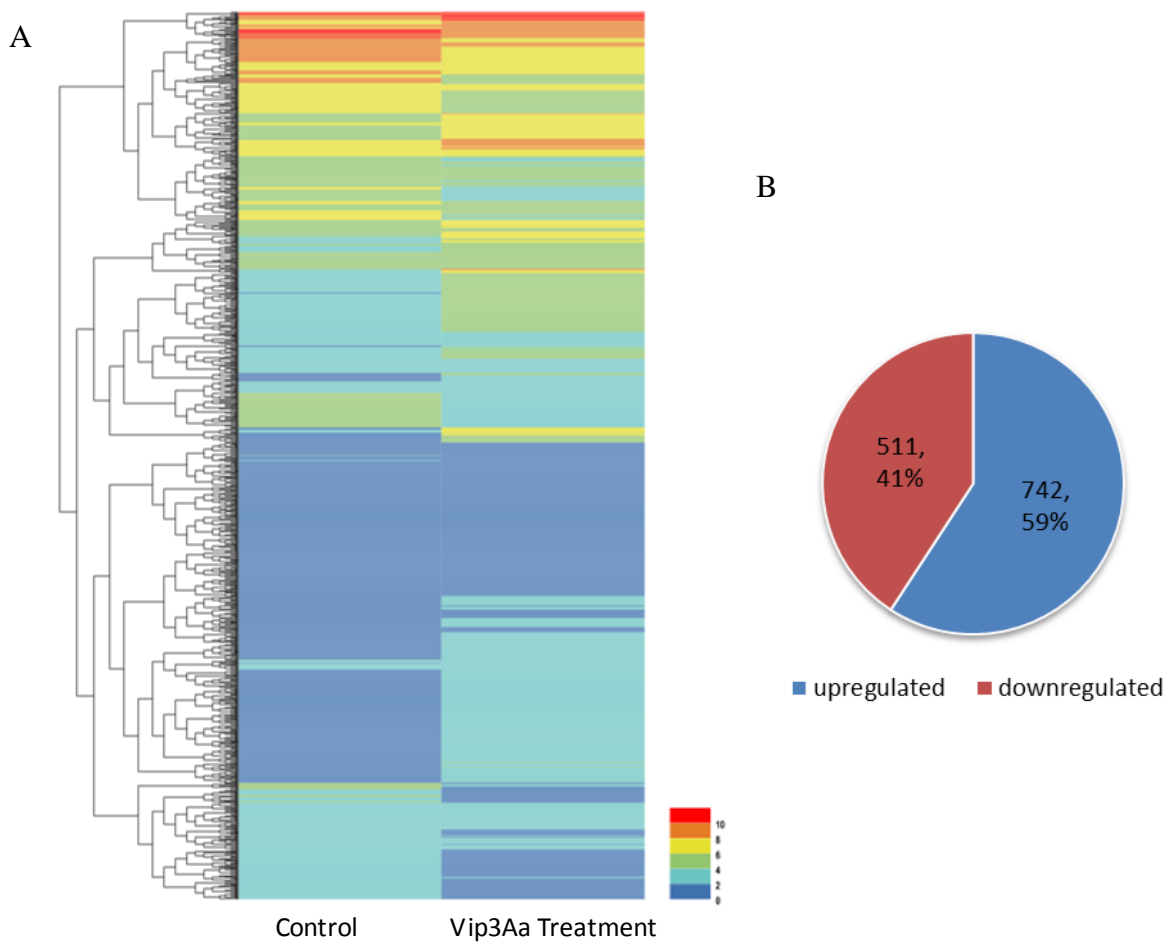 A
B
511,
41%
742,
59%
upregulated downregulated
10
8
6
4
2
0
Control Vip3Aa Treatment